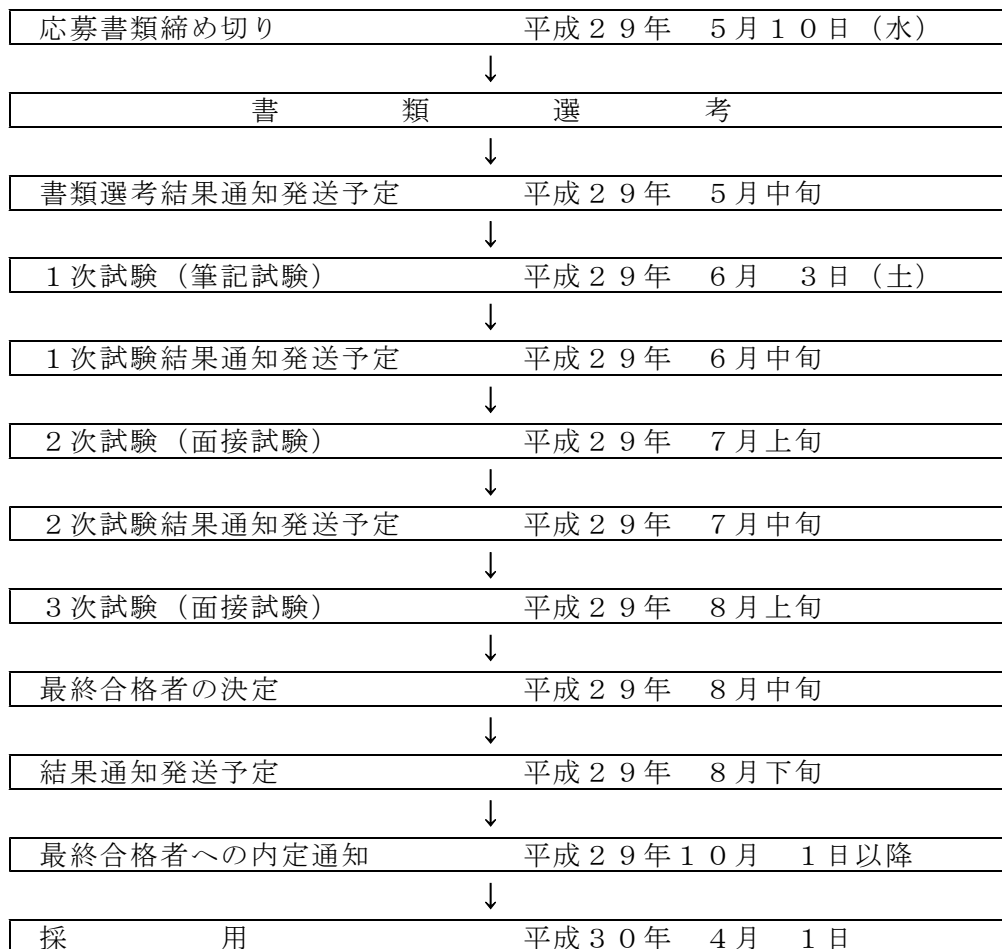 応募書類締め切り　平成２９年　５月１０日（水）
↓
書　類　選　考
↓
書類選考結果通知発送予定　平成２９年　５月中旬
↓
１次試験（筆記試験）　平成２９年　６月　３日（土）
↓
１次試験結果通知発送予定　平成２９年　６月中旬
↓
２次試験（面接試験）　平成２９年　７月上旬
↓
２次試験結果通知発送予定　平成２９年　７月中旬
↓
３次試験（面接試験）　平成２９年　８月上旬
↓
最終合格者の決定　平成２９年　８月中旬
↓
結果通知発送予定　平成２９年　８月下旬
↓
最終合格者への内定通知　平成２９年１０月　１日以降
↓
採　用　平成３０年　４月　１日